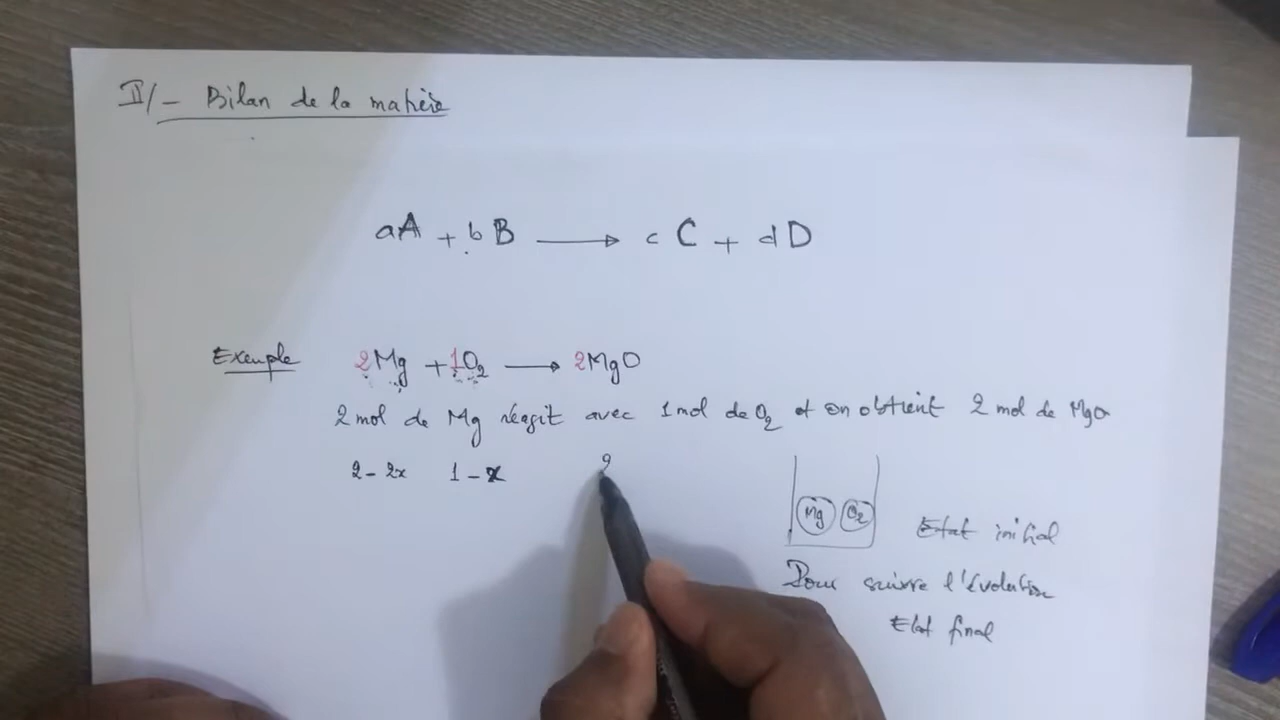 II/- Bilan de la matière
aA + bB → cC + dD
Exemple 2Mg + 1O₂ → 2MgO
2 mol de Mg réagit avec 1 mol de O₂ et on obtient 2 mol de MgO
2 - 2x 1 - x
Mg O₂ Etat initial
Pour suivre l'évolution
Etat final